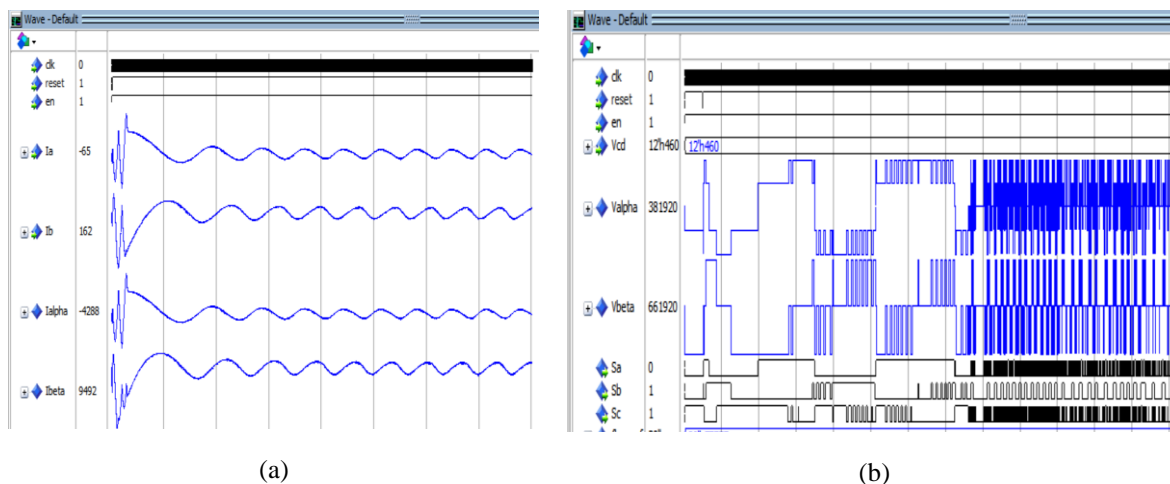 Wave - Default
clk 0
reset 1
en 1
Ia -65
Ib 162
Ialpha -4288
Ibeta 9492
(a)
Wave - Default
clk 0
reset 1
en 1
Vcd 12'h460 12'h460
Valpha 381920
Vbeta 661920
Sa 0
Sb 1
Sc 1
(b)